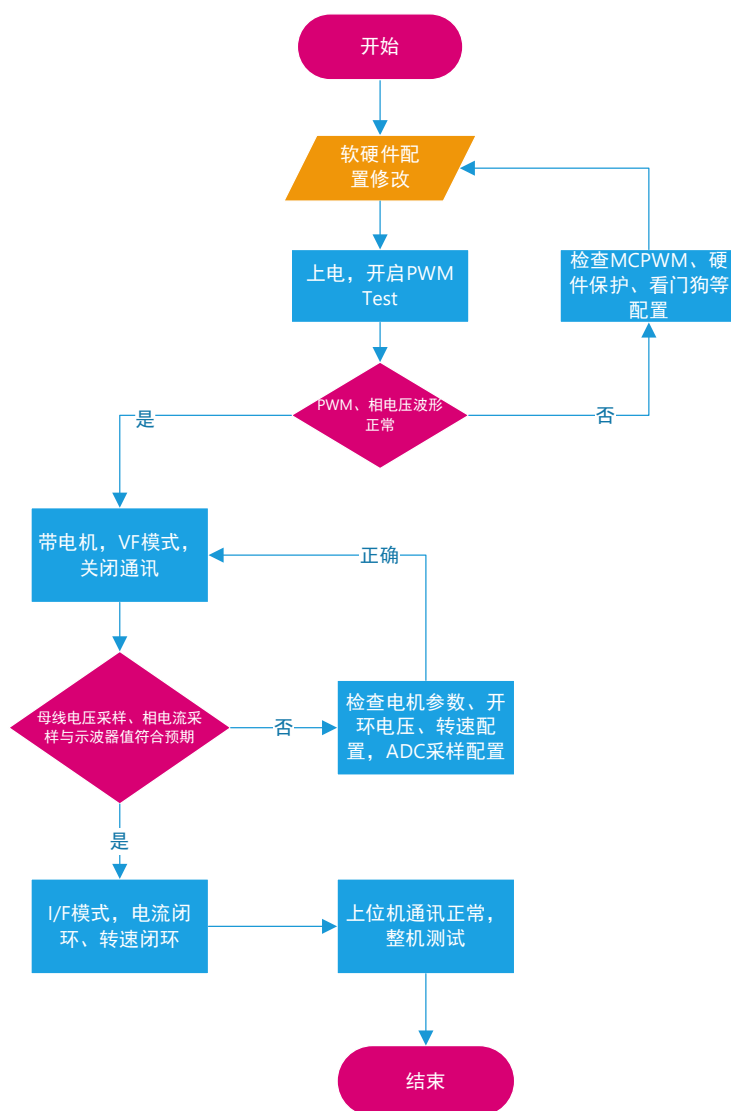 开始
软硬件配
置修改
上电，开启PWM
Test
检查MCPWM、硬
件保护、看门狗等
配置
PWM、相电压波形
正常
是
否
带电机，VF模式，
关闭通讯
正确
母线电压采样、相电流采
样与示波器值符合预期
否
检查电机参数、开
环电压、转速配
置，ADC采样配置
是
I/F模式，电流闭
环、转速闭环
上位机通讯正常，
整机测试
结束